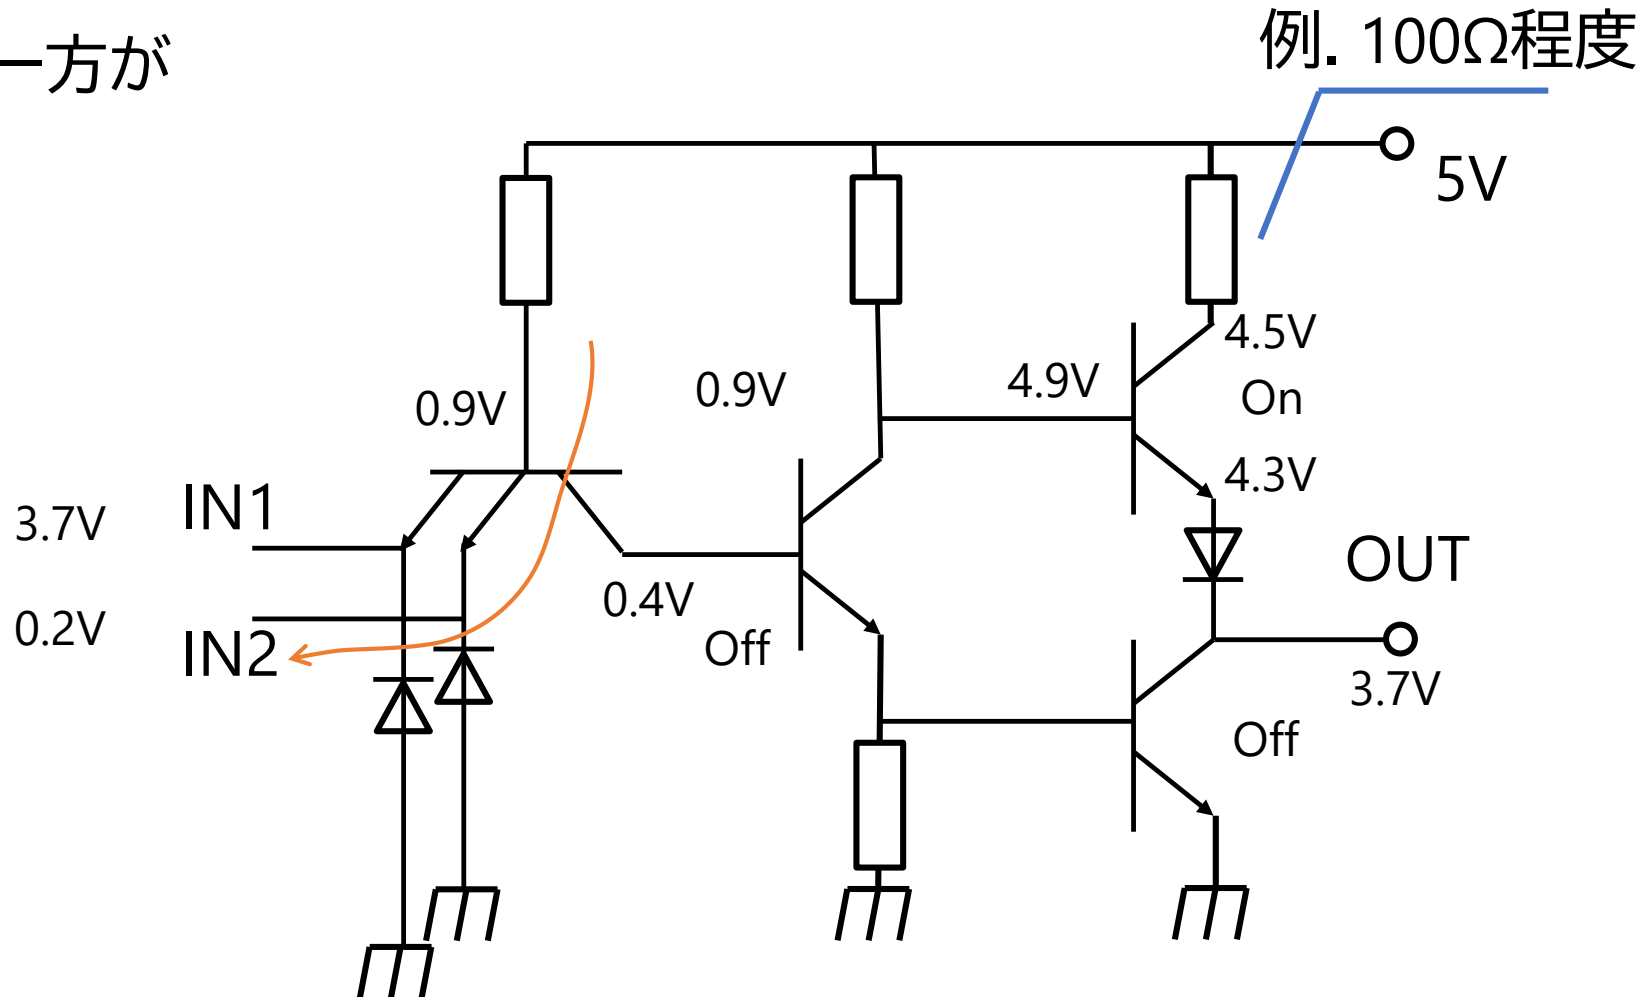 一方が
例. 100Ω程度
5V
4.5V
0.9V
0.9V
4.9V
On
4.3V
3.7V
IN1
OUT
0.2V
IN2
0.4V
Off
3.7V
Off